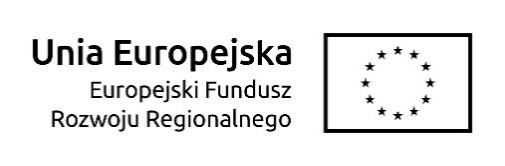 Unia Europejska
Europejski Fundusz
Rozwoju Regionalnego